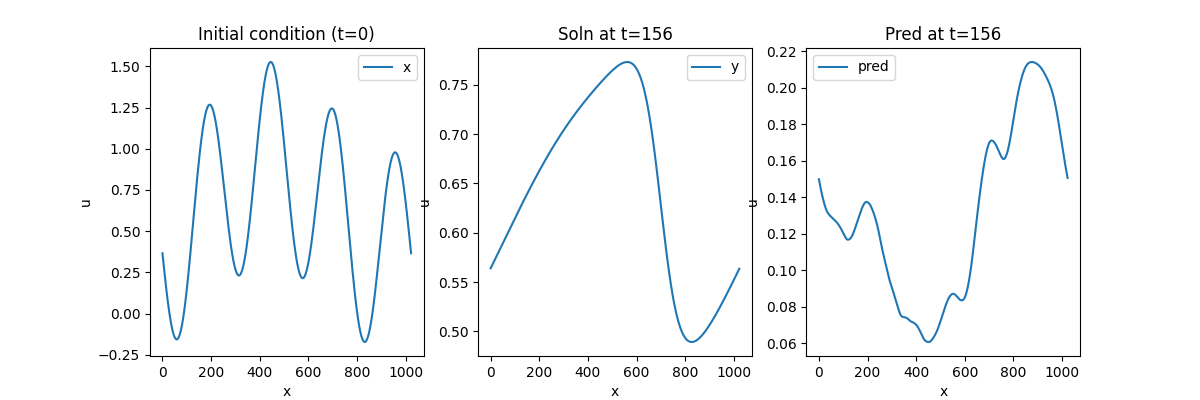 Initial condition (t=0)
u
1.50
1.25
1.00
0.75
0.50
0.25
0.00
−0.25
0 200 400 600 800 1000
x
x
Soln at t=156
u
0.75
0.70
0.65
0.60
0.55
0.50
0 200 400 600 800 1000
x
y
Pred at t=156
u
0.22
0.20
0.18
0.16
0.14
0.12
0.10
0.08
0.06
0 200 400 600 800 1000
x
pred